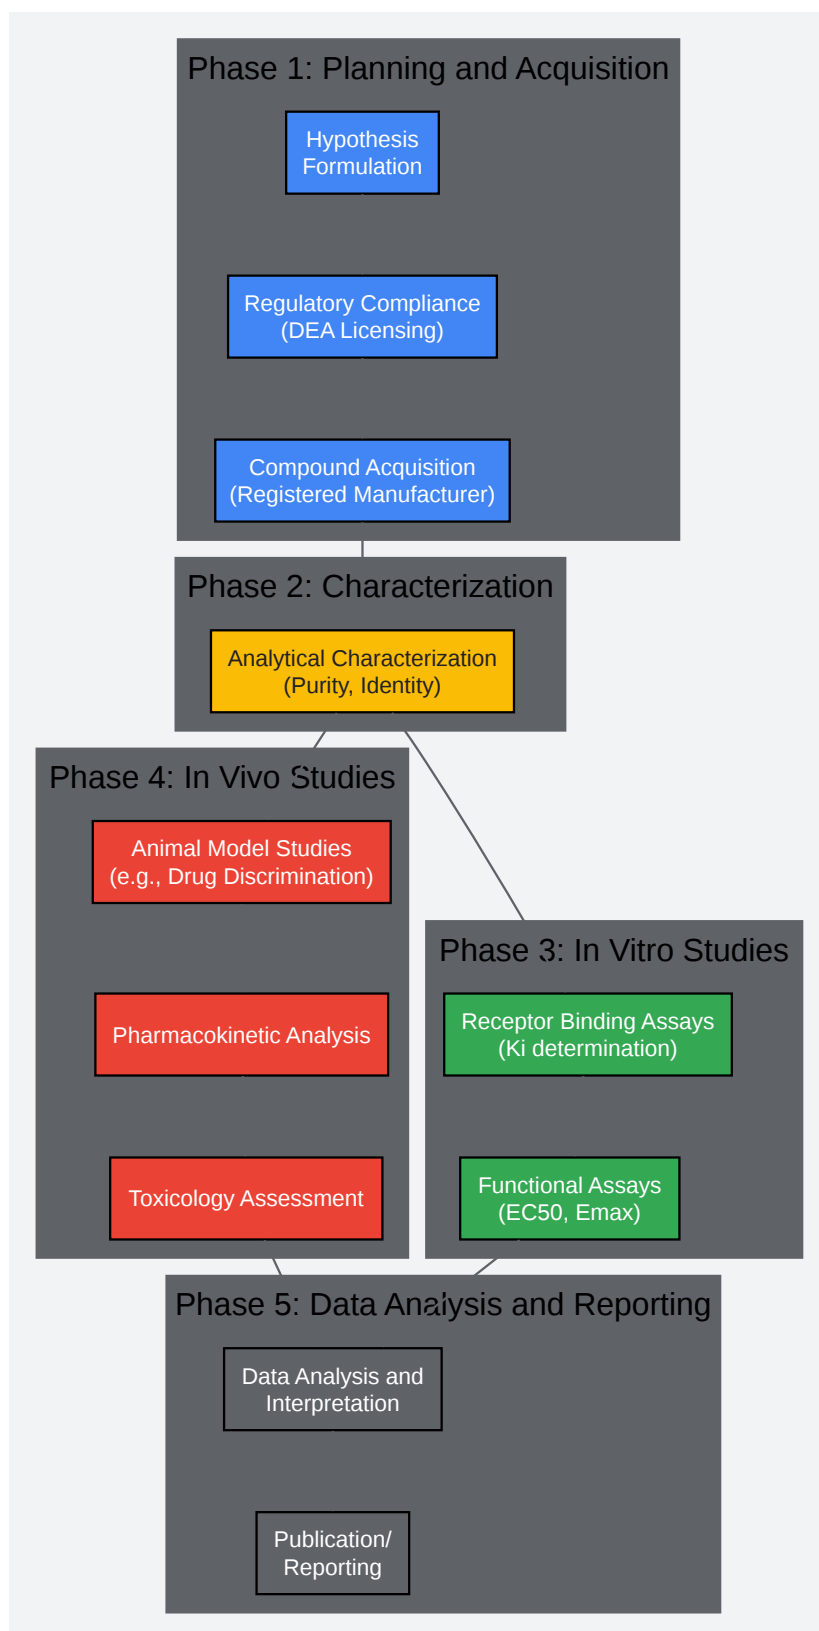 Phase 1: Planning and Acquisition
Hypothesis
Formulation
Regulatory Compliance
(DEA Licensing)
Compound Acquisition
(Registered Manufacturer)
Phase 2: Characterization
Analytical Characterization
(Purity, Identity)
Phase 4: In Vivo Studies
Animal Model Studies
(e.g., Drug Discrimination)
Pharmacokinetic Analysis
Toxicology Assessment
Phase 3: In Vitro Studies
Receptor Binding Assays
(Ki determination)
Functional Assays
(EC50, Emax)
Phase 5: Data Analysis and Reporting
Data Analysis and
Interpretation
Publication/
Reporting